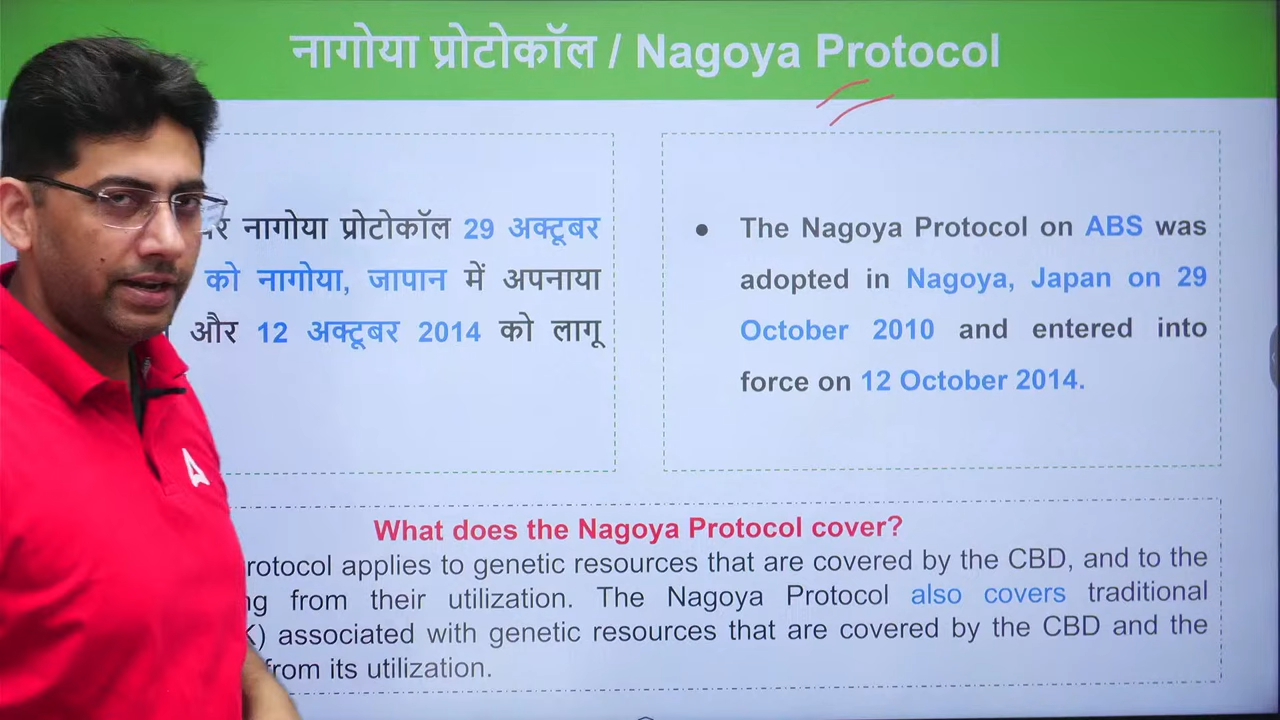 नागोया प्रोटोकॉल / Nagoya Protocol
नागोया प्रोटोकॉल 29 अक्टूबर
को नागोया, जापान में अपनाया
और 12 अक्टूबर 2014 को लागू
● The Nagoya Protocol on ABS was
adopted in Nagoya, Japan on 29
October 2010 and entered into
force on 12 October 2014.
What does the Nagoya Protocol cover?
applies to genetic resources that are covered by the CBD, and to the
from their utilization. The Nagoya Protocol also covers traditional
associated with genetic resources that are covered by the CBD and the
from its utilization.